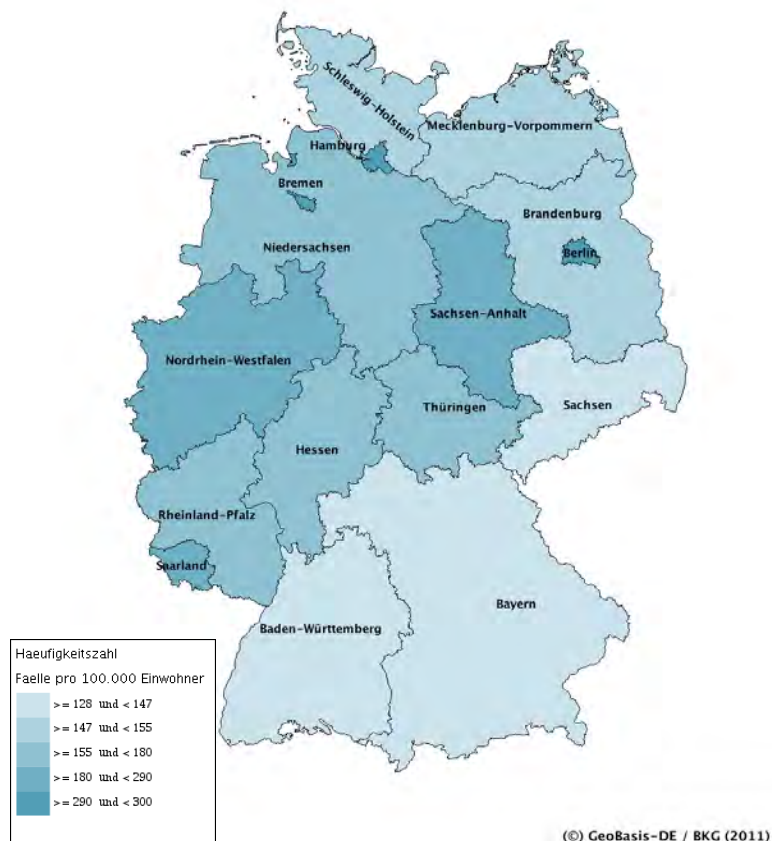 Schleswig-Holstein
Mecklenburg-Vorpommern
Hamburg
Bremen
Brandenburg
Berlin
Niedersachsen
Sachsen-Anhalt
Nordrhein-Westfalen
Thüringen
Sachsen
Hessen
Rheinland-Pfalz
Saarland
Bayern
Baden-Württemberg
Haeufigkeitszahl
Faelle pro 100.000 Einwohner
>= 128 und < 147
>= 147 und < 155
>= 155 und < 180
>= 180 und < 290
>= 290 und < 300
(©) GeoBasis-DE / BKG (2011)